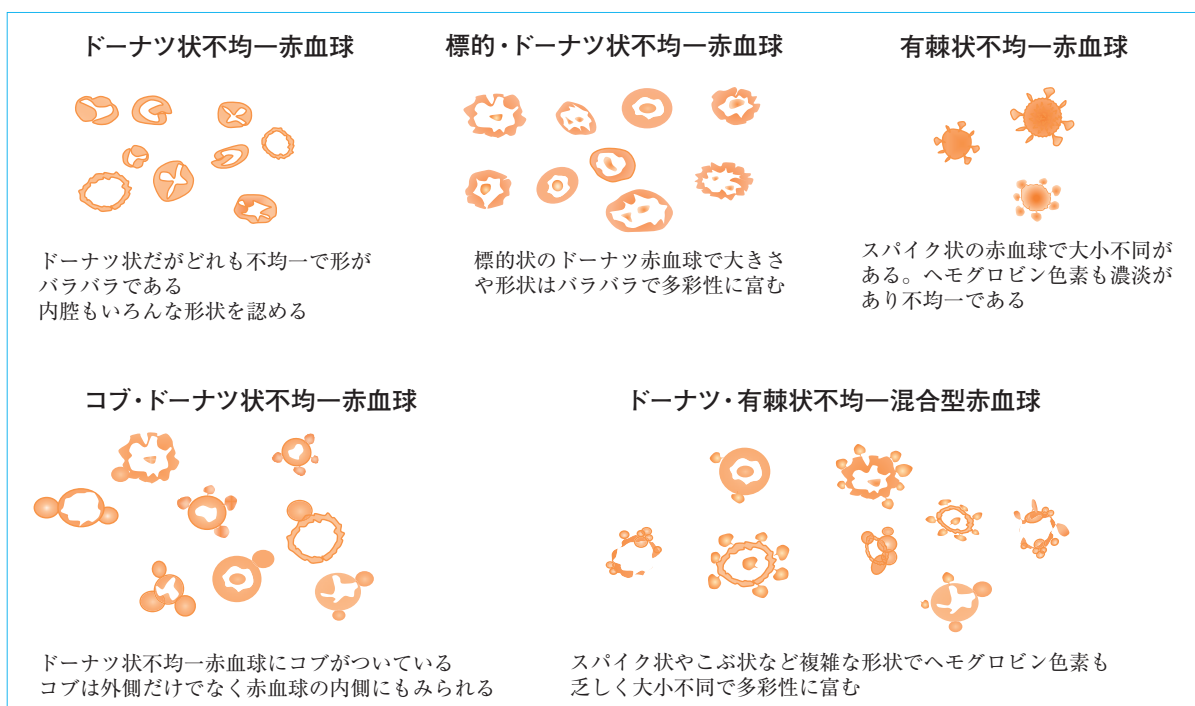 ドーナツ状不均一赤血球
ドーナツ状だがどれも不均一で形が
バラバラである
内腔もいろんな形状を認める
標的・ドーナツ状不均一赤血球
標的状のドーナツ赤血球で大きさ
や形状はバラバラで多彩性に富む
有棘状不均一赤血球
スパイク状の赤血球で大小不同が
ある。ヘモグロビン色素も濃淡が
あり不均一である
コブ・ドーナツ状不均一赤血球
ドーナツ状不均一赤血球にコブがついている
コブは外側だけでなく赤血球の内側にもみられる
ドーナツ・有棘状不均一混合型赤血球
スパイク状やこぶ状など複雑な形状でヘモグロビン色素も
乏しく大小不同で多彩性に富む